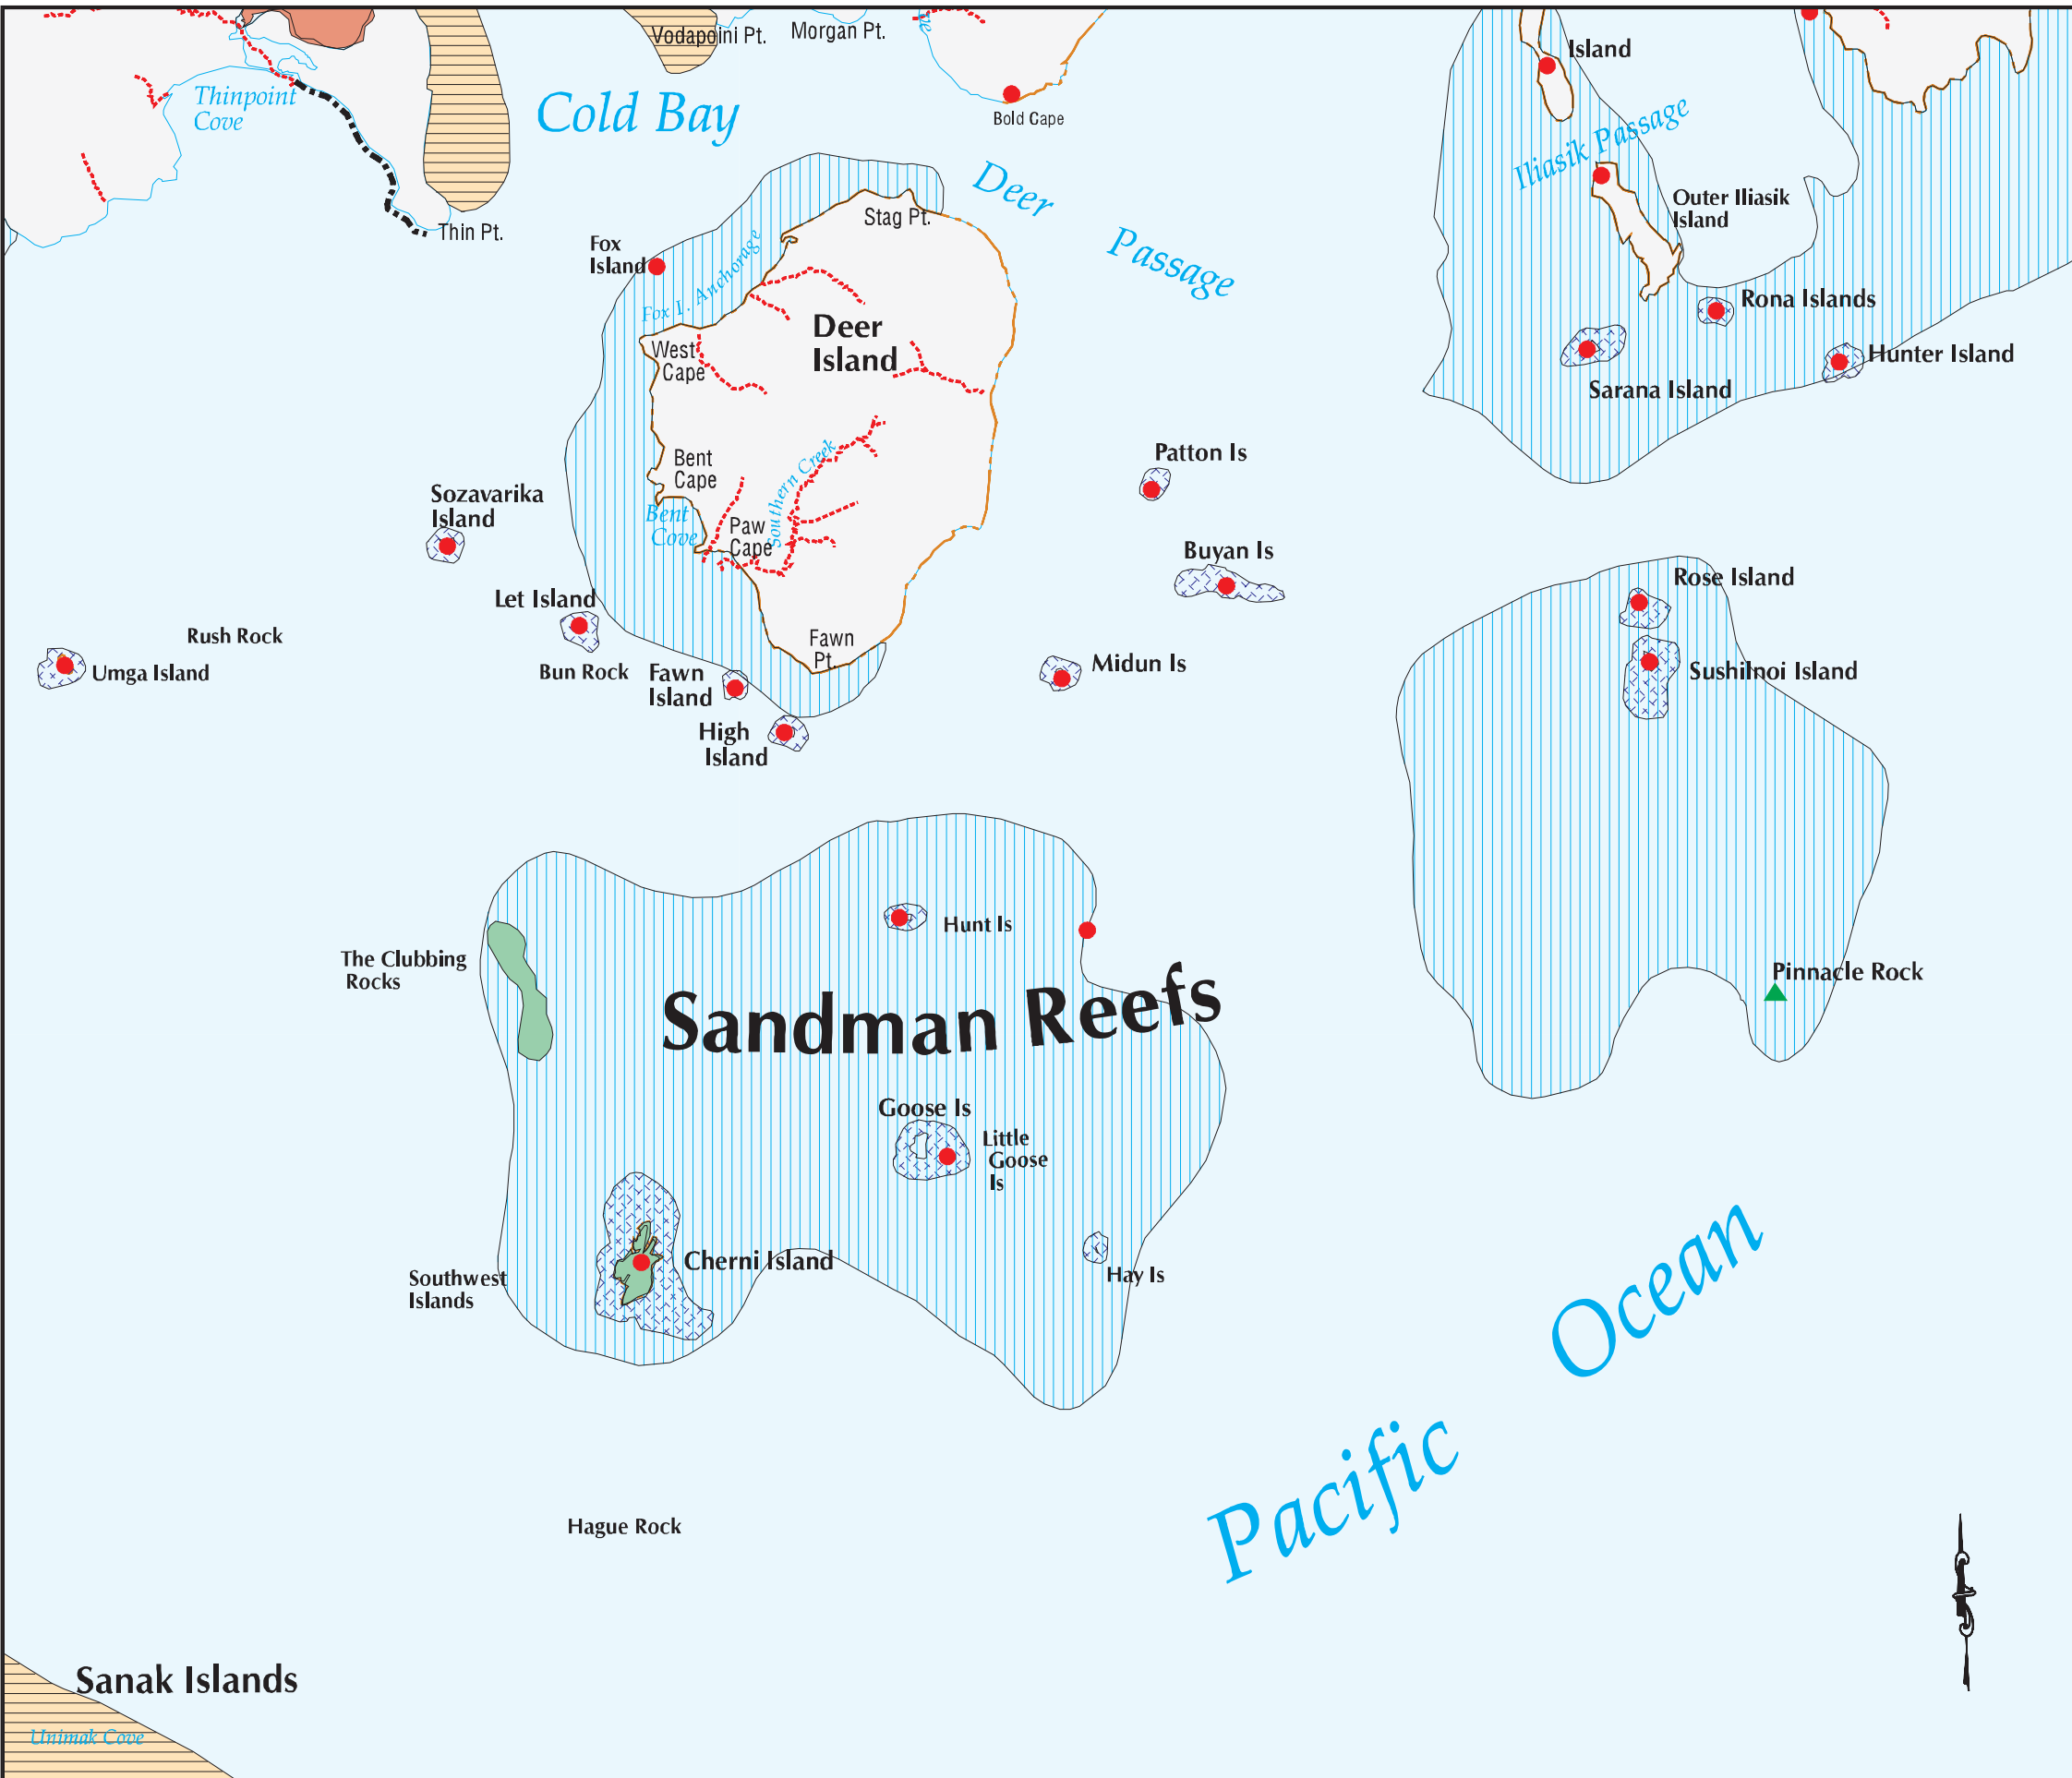 Vodapoini Pt.
Morgan Pt.
Island
Thinpoint
Cove
Cold Bay
Bold Cape
Iliasik Passage
Deer
Passage
Outer Iliasik
Island
Stag Pt.
Thin Pt.
Fox
Island
Fox I. Anchorage
Rona Islands
Deer
Island
West
Cape
Hunter Island
Sarana Island
Patton Is
Bent
Cape
Southern Creek
Sozavarika
Island
Bent
Cove
Paw
Cape
Buyan Is
Rose Island
Let Island
Rush Rock
Fawn
Pt.
Umga Island
Bun Rock
Fawn
Island
Midun Is
Sushilnoi Island
High
Island
Hunt Is
The Clubbing
Rocks
Pinnacle Rock
Sandman Reefs
Goose Is
Little
Goose
Is
Cherni Island
Hay Is
Southwest
Islands
Pacific Ocean
Hague Rock
Sanak Islands
Unimak Cove